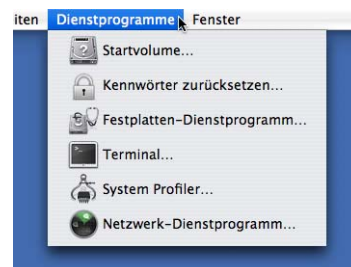 iten Dienstprogramme Fenster
Startvolume...
Kennwörter zurücksetzen...
Festplatten-Dienstprogramm...
Terminal...
System Profiler...
Netzwerk-Dienstprogramm...